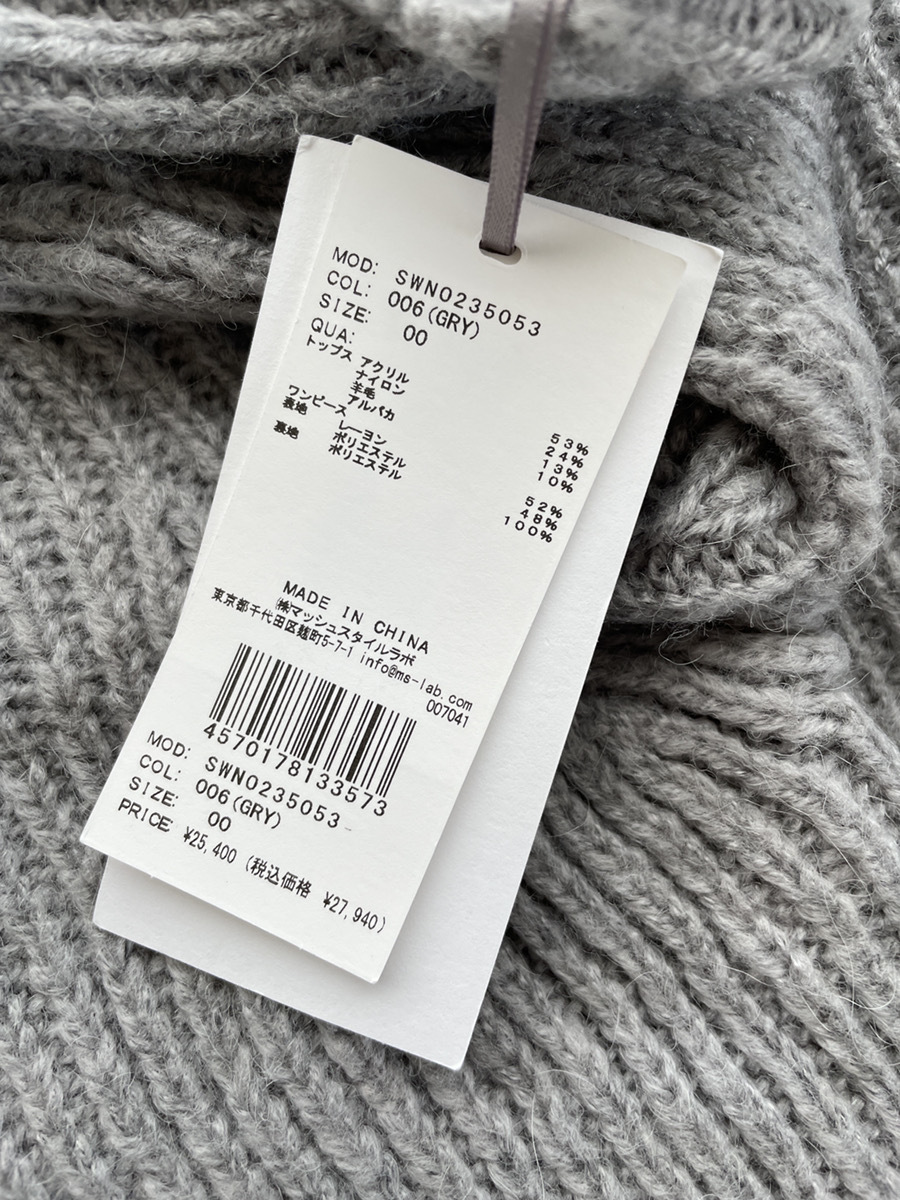 MOD: SWN0235053
COL: 006(GRY)
SIZE: 00
QUA:
トップス アクリル 53%
ナイロン 24%
羊毛 13%
アルパカ 10%
ワンピース
表地 レーヨン 52%
ポリエステル 48%
裏地 ポリエステル 100%
MADE IN CHINA
㈱マッシュスタイルラボ
東京都千代田区麹町5-7-1 info@ms-lab.com
007041
4570178133573
MOD: SWN0235053
COL: 006(GRY)
SIZE: 00
PRICE: ¥25,400 (税込価格 ¥27,940)